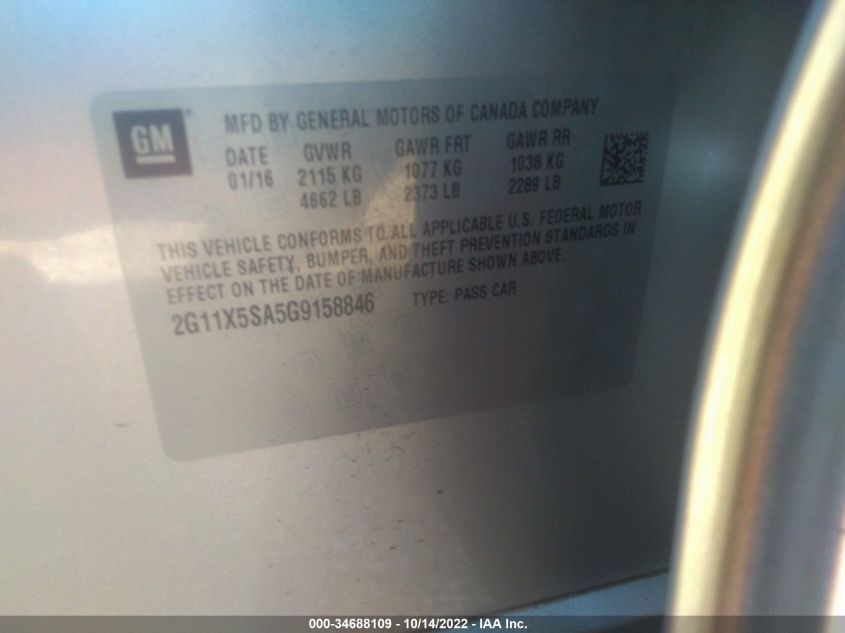 GM ®
MFD BY GENERAL MOTORS OF CANADA COMPANY
DATE GVWR GAWR FRT GAWR RR
01/16 2115 KG 1077 KG 1038 KG
4662 LB 2373 LB 2289 LB
THIS VEHICLE CONFORMS TO ALL APPLICABLE U.S. FEDERAL MOTOR
VEHICLE SAFETY, BUMPER, AND THEFT PREVENTION STANDARDS IN
EFFECT ON THE DATE OF MANUFACTURE SHOWN ABOVE.
2G11X5SA5G9158846 TYPE: PASS CAR
000-34688109 - 10/14/2022 - IAA Inc.